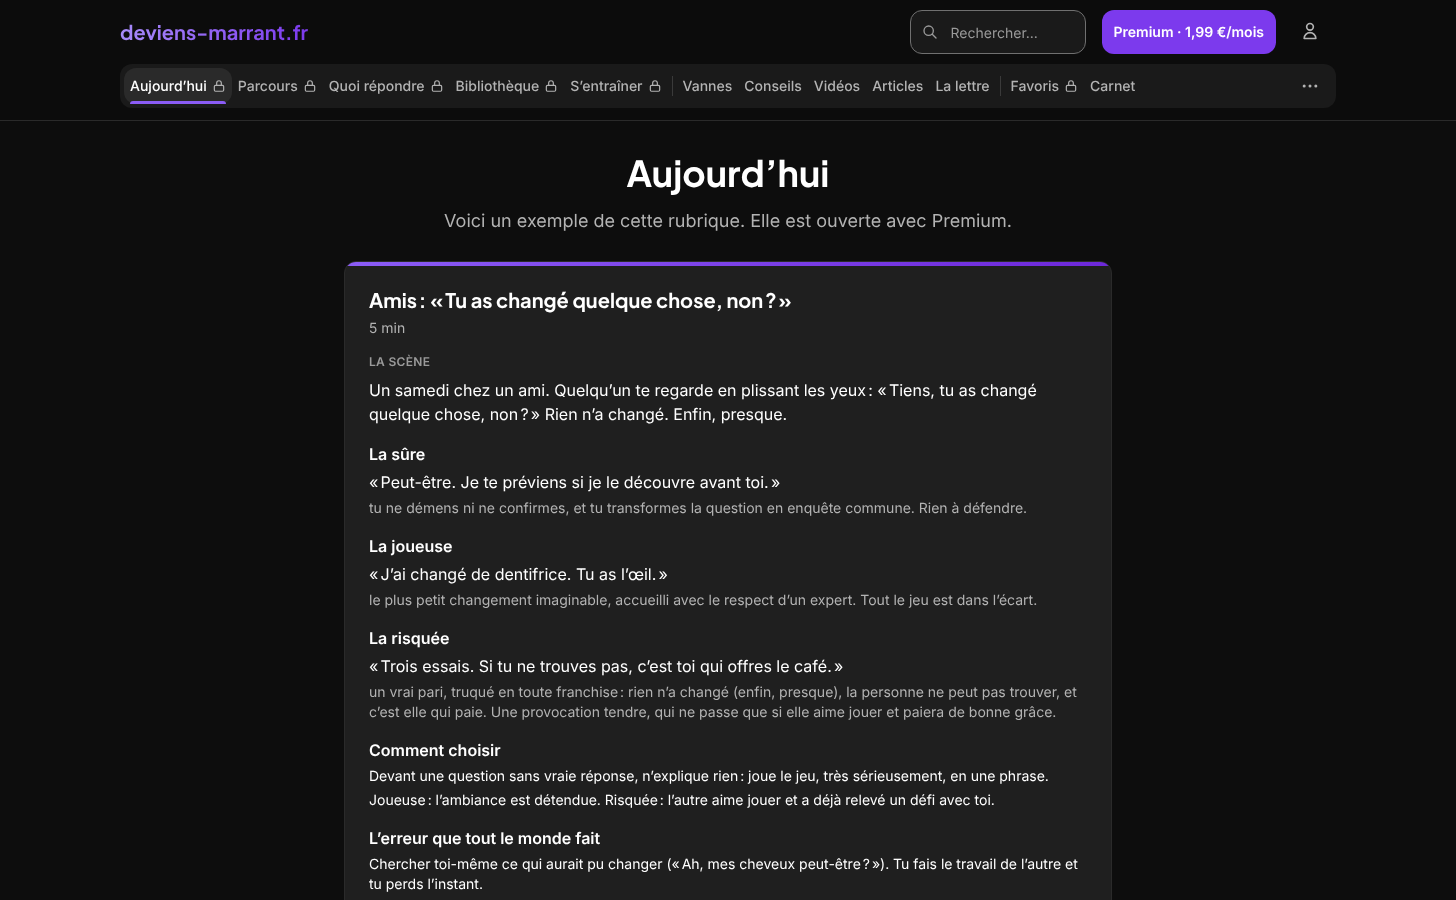 deviens-marrant.fr
Rechercher...
Premium · 1,99 €/mois
Aujourd’hui Parcours Quoi répondre Bibliothèque S’entraîner Vannes Conseils Vidéos Articles La lettre Favoris Carnet
Aujourd’hui
Voici un exemple de cette rubrique. Elle est ouverte avec Premium.
Amis : « Tu as changé quelque chose, non ? »
5 min
LA SCÈNE
Un samedi chez un ami. Quelqu’un te regarde en plissant les yeux : « Tiens, tu as changé
quelque chose, non ? » Rien n’a changé. Enfin, presque.
La sûre
« Peut-être. Je te préviens si je le découvre avant toi. »
tu ne démens ni ne confirmes, et tu transformes la question en enquête commune. Rien à défendre.
La joueuse
« J’ai changé de dentifrice. Tu as l’œil. »
le plus petit changement imaginable, accueilli avec le respect d’un expert. Tout le jeu est dans l’écart.
La risquée
« Trois essais. Si tu ne trouves pas, c’est toi qui offres le café. »
un vrai pari, truqué en toute franchise : rien n’a changé (enfin, presque), la personne ne peut pas trouver, et
c’est elle qui paie. Une provocation tendre, qui ne passe que si elle aime jouer et paiera de bonne grâce.
Comment choisir
Devant une question sans vraie réponse, n’explique rien : joue le jeu, très sérieusement, en une phrase.
Joueuse : l’ambiance est détendue. Risquée : l’autre aime jouer et a déjà relevé un défi avec toi.
L’erreur que tout le monde fait
Chercher toi-même ce qui aurait pu changer (« Ah, mes cheveux peut-être ? »). Tu fais le travail de l’autre et
tu perds l’instant.